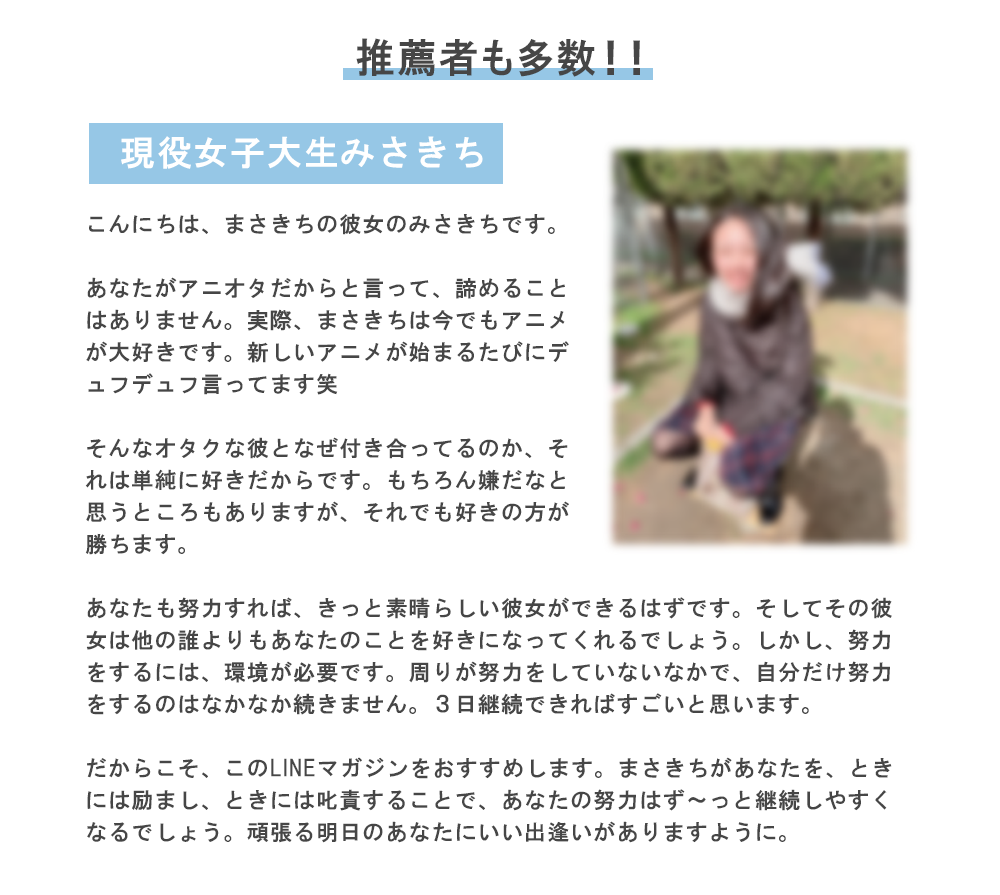 推薦者も多数！！
現役女子大生みさきち
こんにちは、まさきちの彼女のみさきちです。
あなたがアニオタだからと言って、諦めること
はありません。実際、まさきちは今でもアニメ
が大好きです。新しいアニメが始まるたびにデ
ュフデュフ言ってます笑
そんなオタクな彼となぜ付き合ってるのか、そ
れは単純に好きだからです。もちろん嫌だなと
思うところもありますが、それでも好きの方が
勝ちます。
あなたも努力すれば、きっと素晴らしい彼女ができるはずです。そしてその彼
女は他の誰よりもあなたのことを好きになってくれるでしょう。しかし、努力
をするには、環境が必要です。周りが努力をしていないなかで、自分だけ努力
をするのはなかなか続きません。３日継続できればすごいと思います。
だからこそ、このLINEマガジンをおすすめします。まさきちがあなたを、とき
には励まし、ときには叱責することで、あなたの努力はず～っと継続しやすく
なるでしょう。頑張る明日のあなたにいい出逢いがありますように。